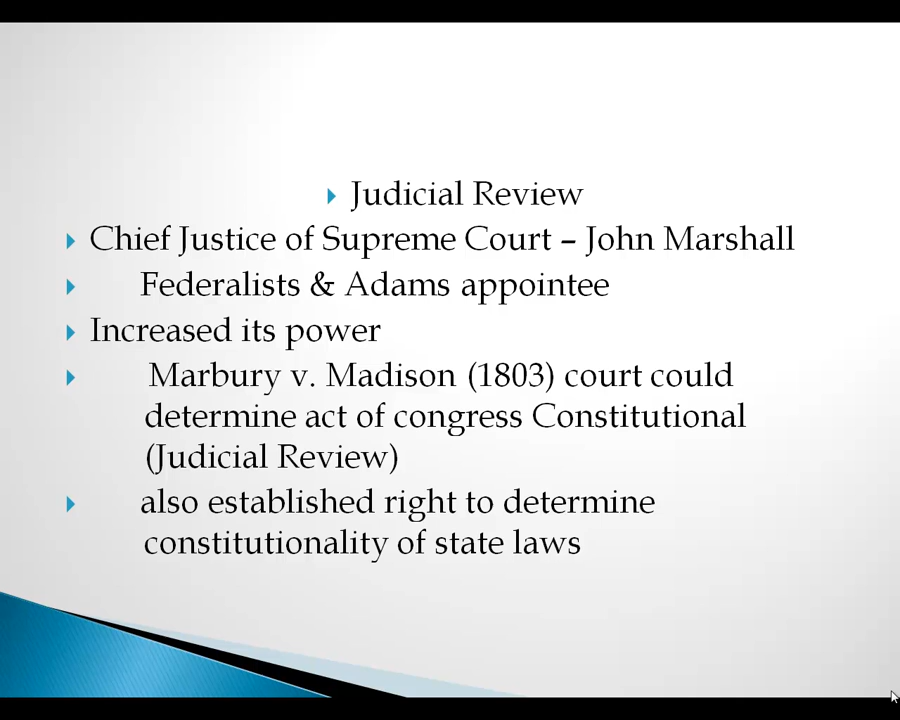 Judicial Review
Chief Justice of Supreme Court – John Marshall
Federalists & Adams appointee
Increased its power
Marbury v. Madison (1803) court could
determine act of congress Constitutional
(Judicial Review)
also established right to determine
constitutionality of state laws